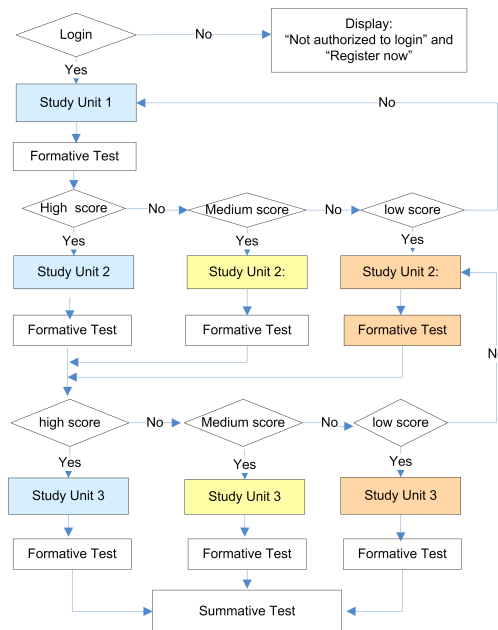 Login
No
Display:
“Not authorized to login” and
“Register now”
Yes
Study Unit 1
No
Formative Test
High score
No
Medium score
No
low score
Yes
Yes
Yes
Study Unit 2
Study Unit 2:
Study Unit 2:
Formative Test
Formative Test
Formative Test
N
high score
No
Medium score
No
low score
Yes
Yes
Yes
Study Unit 3
Study Unit 3
Study Unit 3
Formative Test
Formative Test
Formative Test
Summative Test